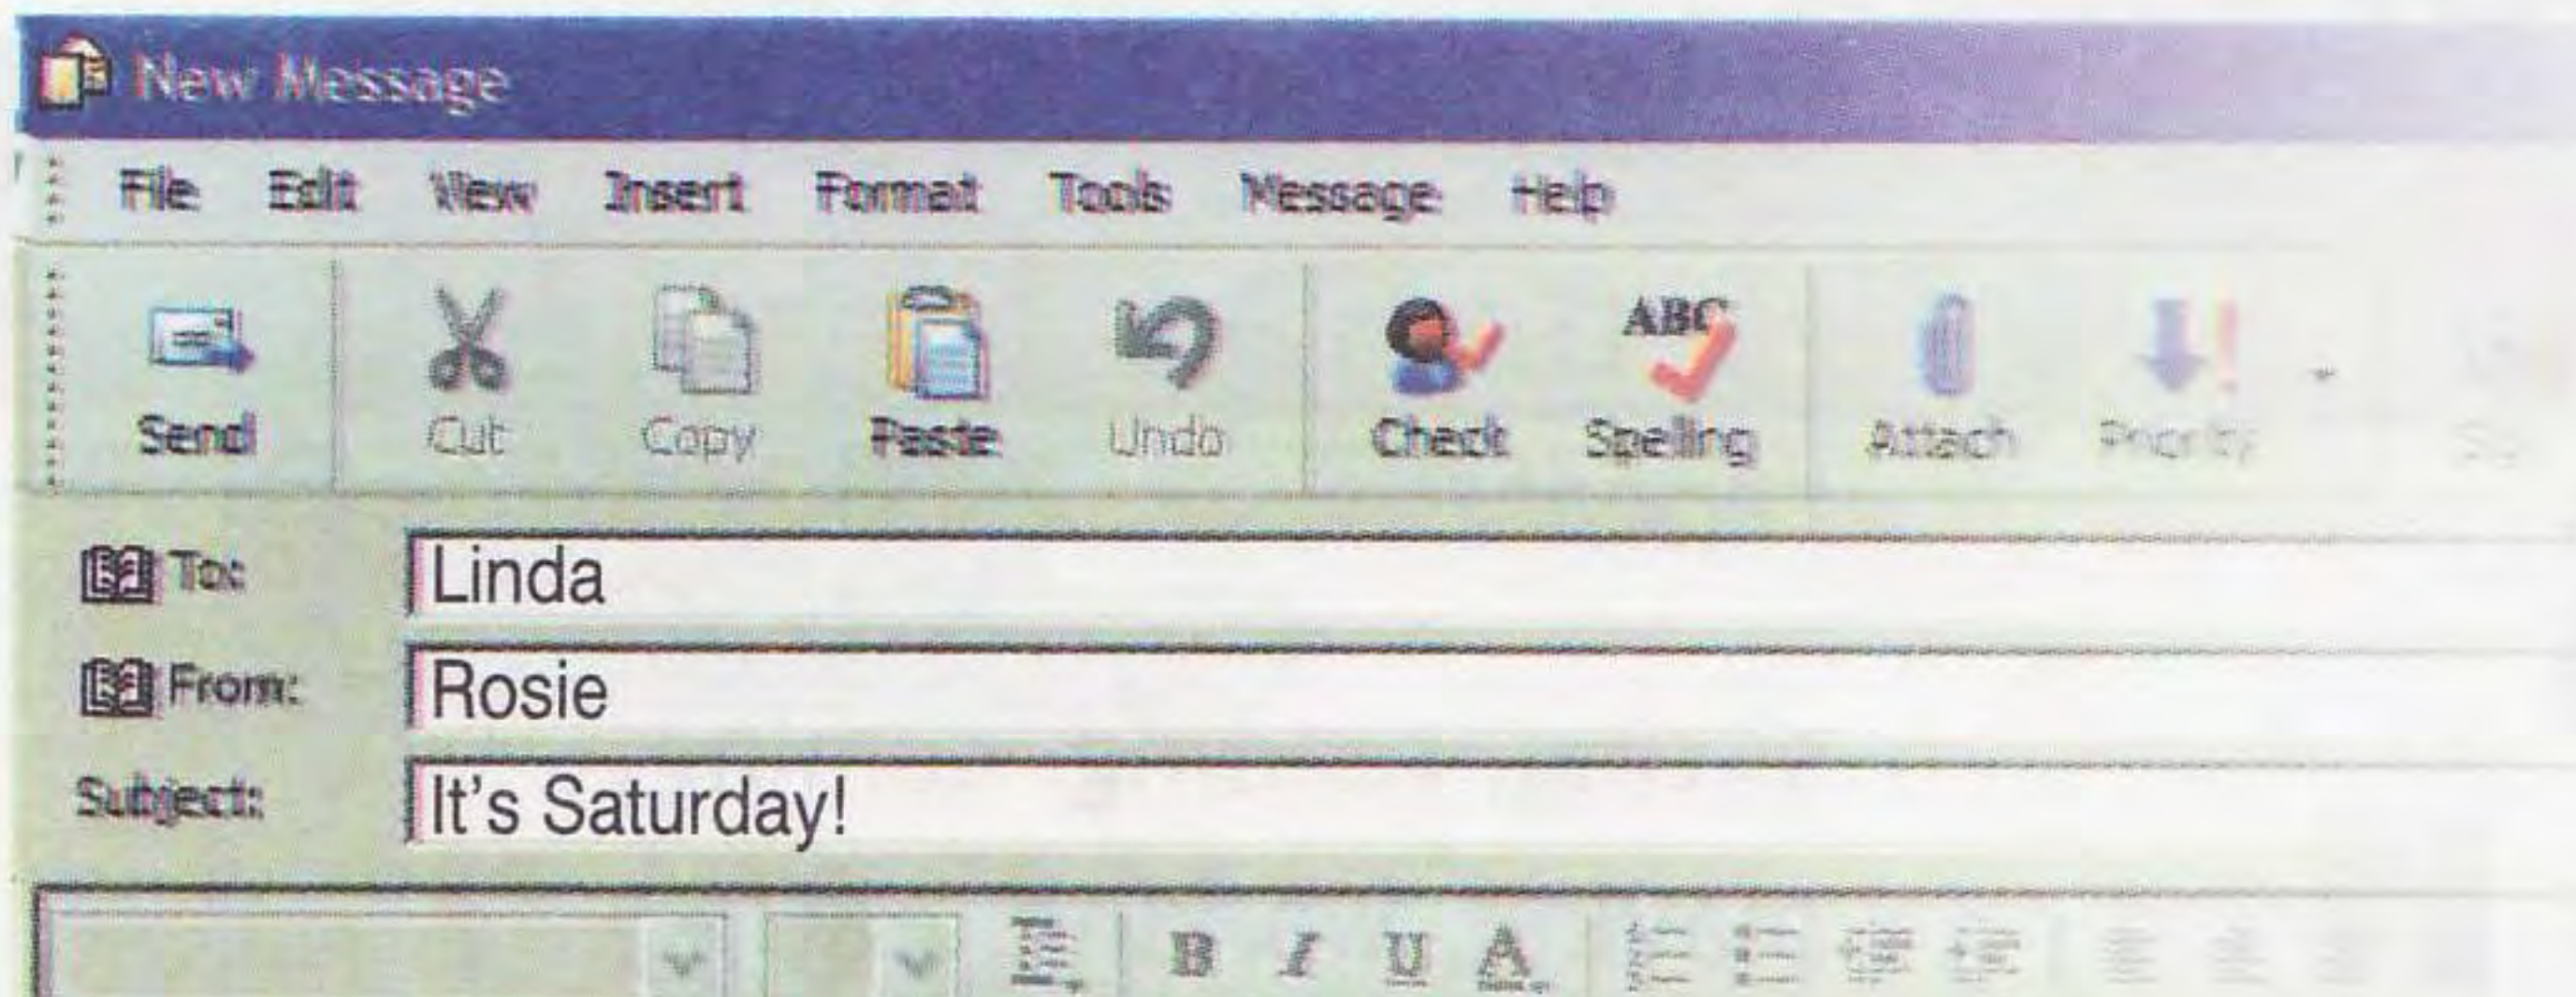 New Message
File Edit View Insert Format Tools Message Help
ABC
Send Cut Copy Paste Undo Check Spelling Attach Priority
To: Linda
From: Rosie
Subject: It's Saturday!
B I U A